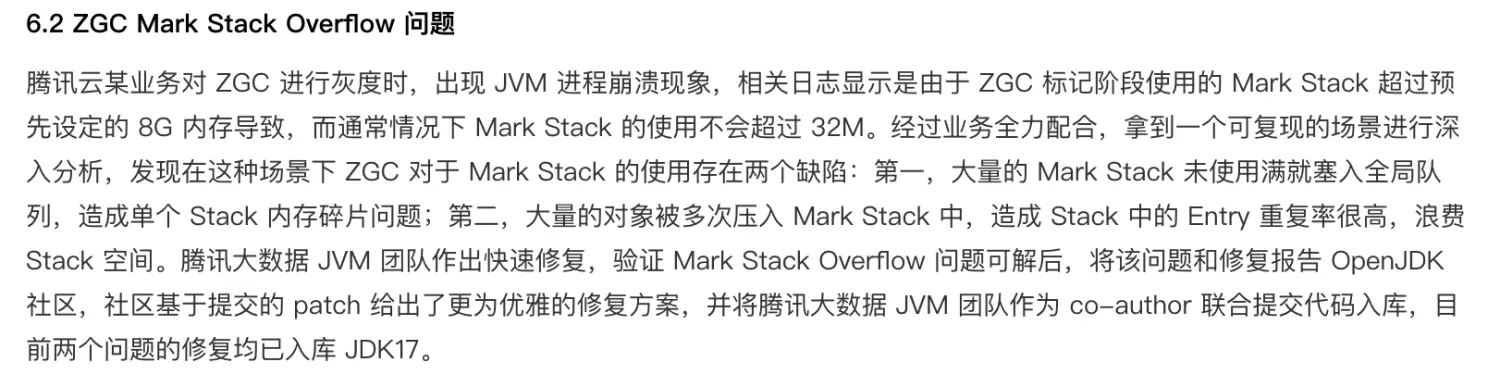 6.2 ZGC Mark Stack Overflow 问题
腾讯云某业务对 ZGC 进行灰度时，出现 JVM 进程崩溃现象，相关日志显示是由于 ZGC 标记阶段使用的 Mark Stack 超过预
先设定的 8G 内存导致，而通常情况下 Mark Stack 的使用不会超过 32M。经过业务全力配合，拿到一个可复现的场景进行深
入分析，发现在这种场景下 ZGC 对于 Mark Stack 的使用存在两个缺陷：第一，大量的 Mark Stack 未使用满就塞入全局队
列，造成单个 Stack 内存碎片问题；第二，大量的对象被多次压入 Mark Stack 中，造成 Stack 中的 Entry 重复率很高，浪费
Stack 空间。腾讯大数据 JVM 团队作出快速修复，验证 Mark Stack Overflow 问题可解后，将该问题和修复报告 OpenJDK
社区，社区基于提交的 patch 给出了更为优雅的修复方案，并将腾讯大数据 JVM 团队作为 co-author 联合提交代码入库，目
前两个问题的修复均已入库 JDK17。